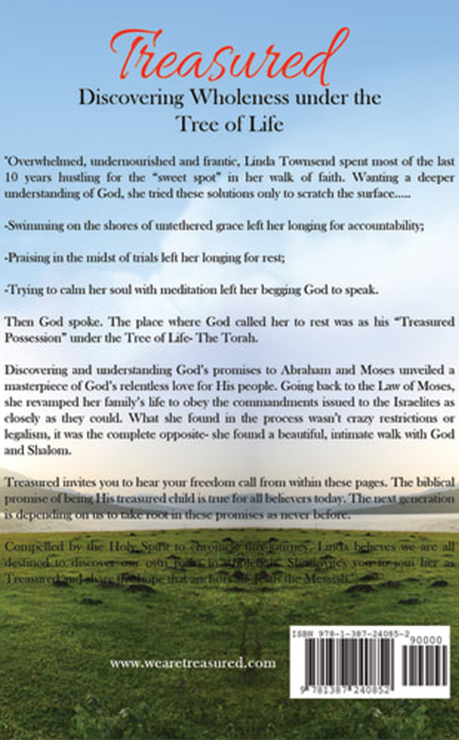 Treasured
Discovering Wholeness under the
Tree of Life
"Overwhelmed, undernourished and frantic, Linda Townsend spent most of the last
10 years hustling for the “sweet spot” in her walk of faith. Wanting a deeper
understanding of God, she tried these solutions only to scratch the surface.....
-Swimming on the shores of untethered grace left her longing for accountability;
-Praising in the midst of trials left her longing for rest;
-Trying to calm her soul with meditation left her begging God to speak.
Then God spoke. The place where God called her to rest was as his “Treasured
Possession” under the Tree of Life- The Torah.
Discovering and understanding God's promises to Abraham and Moses unveiled a
masterpiece of God's relentless love for His people. Going back to the Law of Moses,
she revamped her family's life to obey the commandments issued to the Israelites as
closely as they could. What she found in the process wasn't crazy restrictions or
legalism, it was the complete opposite- she found a beautiful, intimate walk with God
and Shalom.
Treasured invites you to hear your freedom call from within these pages. The biblical
promise of being His treasured child is true for all believers today. The next generation
is depending on us to take root in these promises as never before.
Compelled by the Holy Spirit to chronicle this journey, Linda believes we are all
destined to discover our own paths to wholeness. She invites you to join her as
Treasured and share the hope that anchors us- Jesus the Messiah."
ISBN 978-1-387-24085-2
90000
www.wearetreasured.com
9 781387 240852